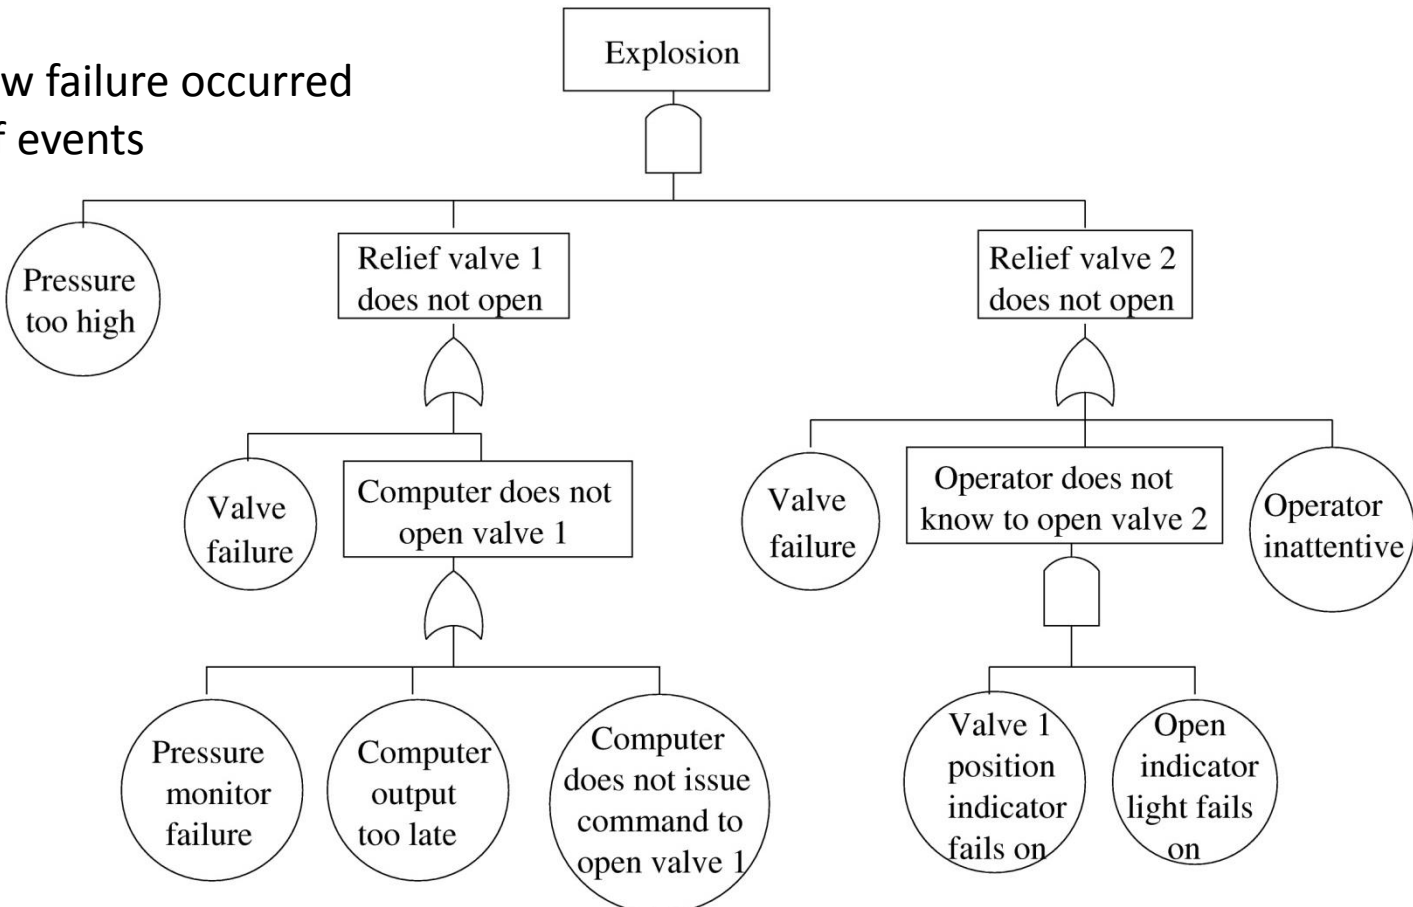 Explosion
w failure occurred
f events
Pressure
too high
Relief valve 1
does not open
Relief valve 2
does not open
Valve
failure
Computer does not
open valve 1
Valve
failure
Operator does not
know to open valve 2
Operator
inattentive
Pressure
monitor
failure
Computer
output
too late
Computer
does not issue
command to
open valve 1
Valve 1
position
indicator
fails on
Open
indicator
light fails
on